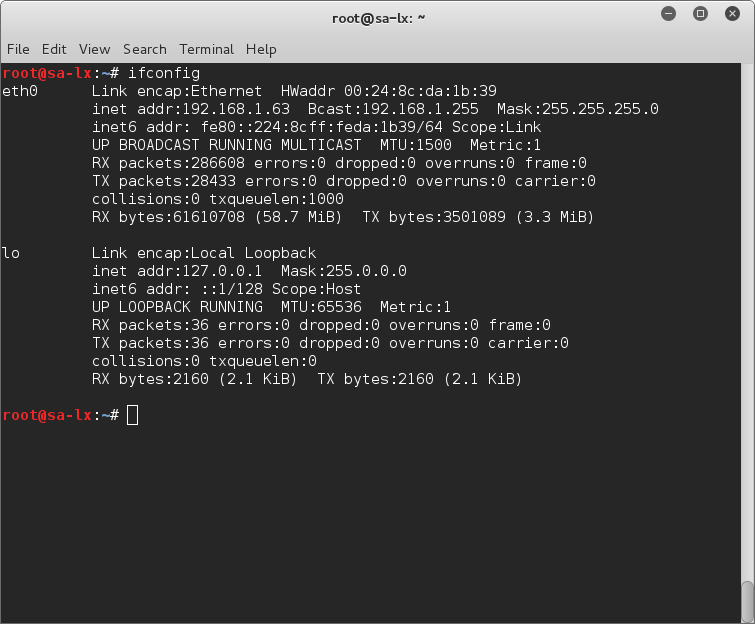 root@sa-lx: ~
File Edit View Search Terminal Help
root@sa-lx:~# ifconfig
eth0      Link encap:Ethernet  HWaddr 00:24:8c:da:1b:39
          inet addr:192.168.1.63  Bcast:192.168.1.255  Mask:255.255.255.0
          inet6 addr: fe80::224:8cff:feda:1b39/64 Scope:Link
          UP BROADCAST RUNNING MULTICAST  MTU:1500  Metric:1
          RX packets:286608 errors:0 dropped:0 overruns:0 frame:0
          TX packets:28433 errors:0 dropped:0 overruns:0 carrier:0
          collisions:0 txqueuelen:1000
          RX bytes:61610708 (58.7 MiB)  TX bytes:3501089 (3.3 MiB)

lo        Link encap:Local Loopback
          inet addr:127.0.0.1  Mask:255.0.0.0
          inet6 addr: ::1/128 Scope:Host
          UP LOOPBACK RUNNING  MTU:65536  Metric:1
          RX packets:36 errors:0 dropped:0 overruns:0 frame:0
          TX packets:36 errors:0 dropped:0 overruns:0 carrier:0
          collisions:0 txqueuelen:0
          RX bytes:2160 (2.1 KiB)  TX bytes:2160 (2.1 KiB)

root@sa-lx:~#